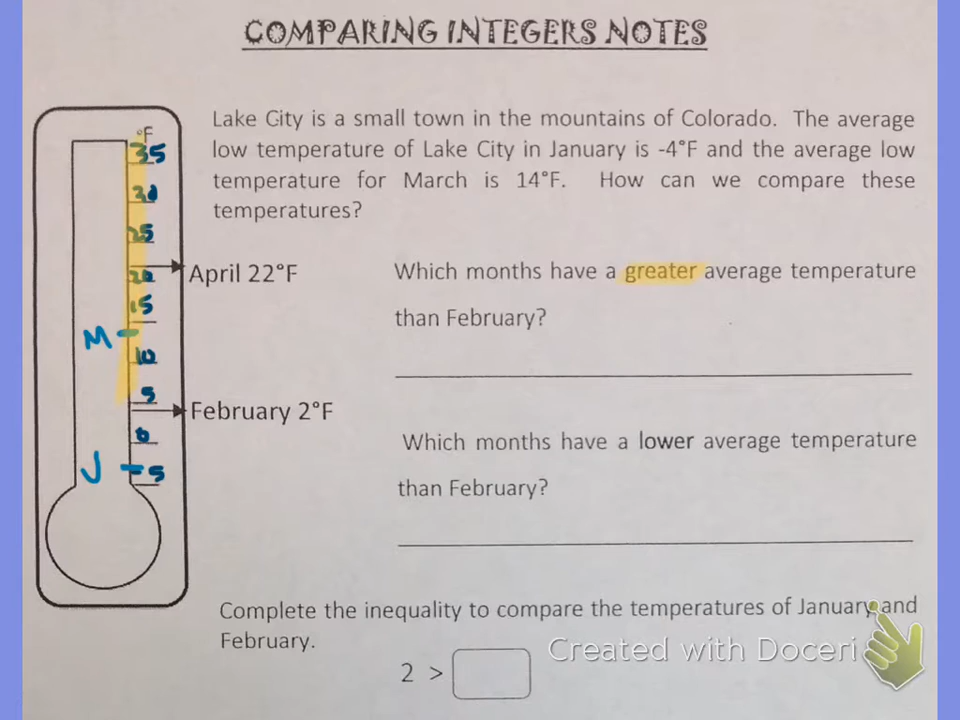 COMPARING INTEGERS NOTES
Lake City is a small town in the mountains of Colorado. The average
low temperature of Lake City in January is -4°F and the average low
temperature for March is 14°F. How can we compare these
temperatures?
°F
35
30
25
20
15
M
10
5
0
J
-5
April 22°F
February 2°F
Which months have a greater average temperature
than February?
Which months have a lower average temperature
than February?
Complete the inequality to compare the temperatures of January and
February.
2 >
Created with Doceri